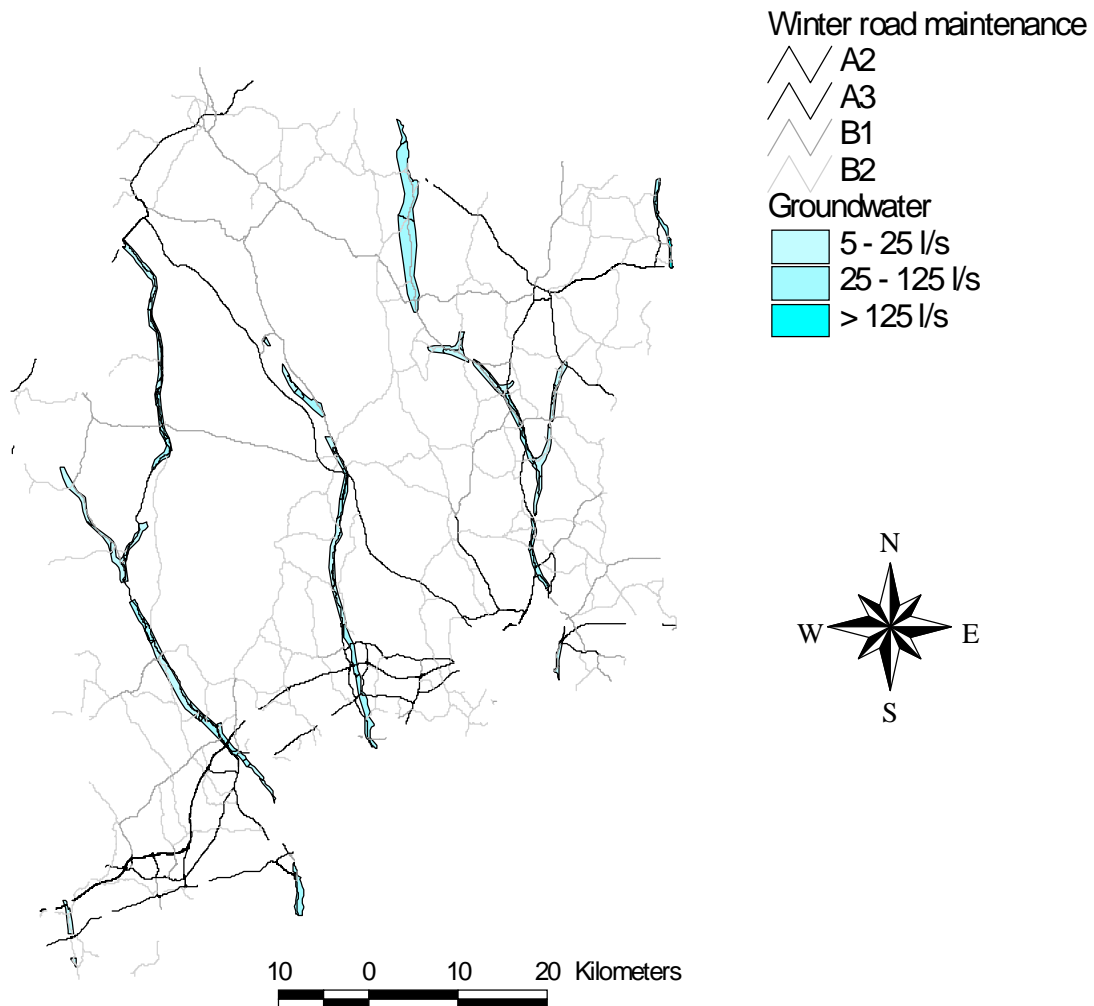 Winter road maintenance
A2
A3
B1
B2
Groundwater
5 - 25 l/s
25 - 125 l/s
> 125 l/s
N
W E
S
10 0 10 20 Kilometers